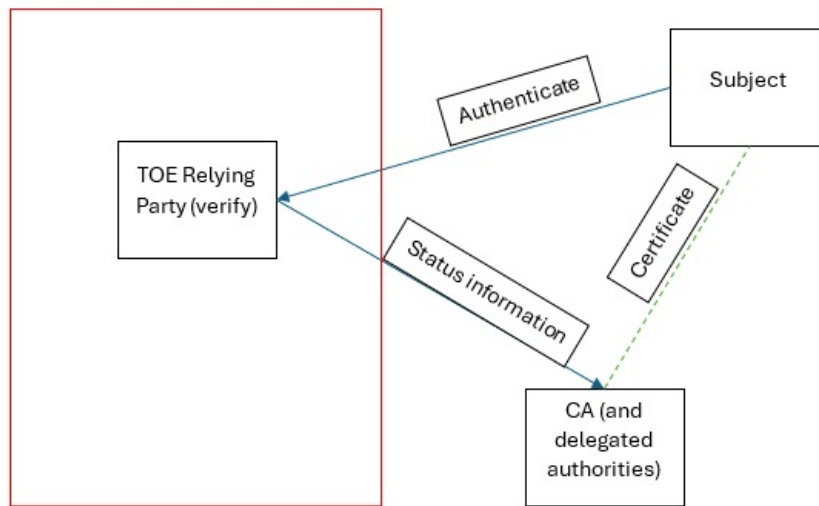 Subject
Authenticate
TOE Relying
Party (verify)
Certificate
Status information
CA (and
delegated
authorities)